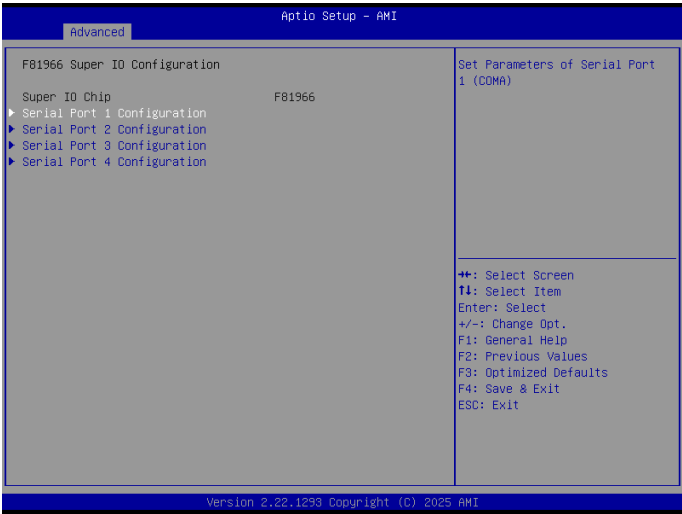 Aptio Setup – AMI
Advanced
F81966 Super IO Configuration
Super IO Chip F81966
Serial Port 1 Configuration
Serial Port 2 Configuration
Serial Port 3 Configuration
Serial Port 4 Configuration
Set Parameters of Serial Port
1 (COMA)
→←: Select Screen
↑↓: Select Item
Enter: Select
+/-: Change Opt.
F1: General Help
F2: Previous Values
F3: Optimized Defaults
F4: Save & Exit
ESC: Exit
Version 2.22.1293 Copyright (C) 2025 AMI